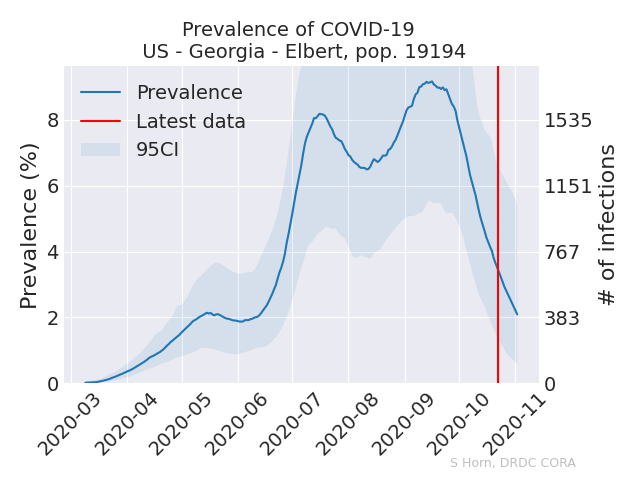 Prevalence of COVID-19
US - Georgia - Elbert, pop. 19194
Prevalence
Latest data
95CI
Prevalence (%)
8
6
4
2
0
1535
1151
767
383
0
# of infections
2020-03
2020-04
2020-05
2020-06
2020-07
2020-08
2020-09
2020-10
2020-11
S Horn, DRDC CORA